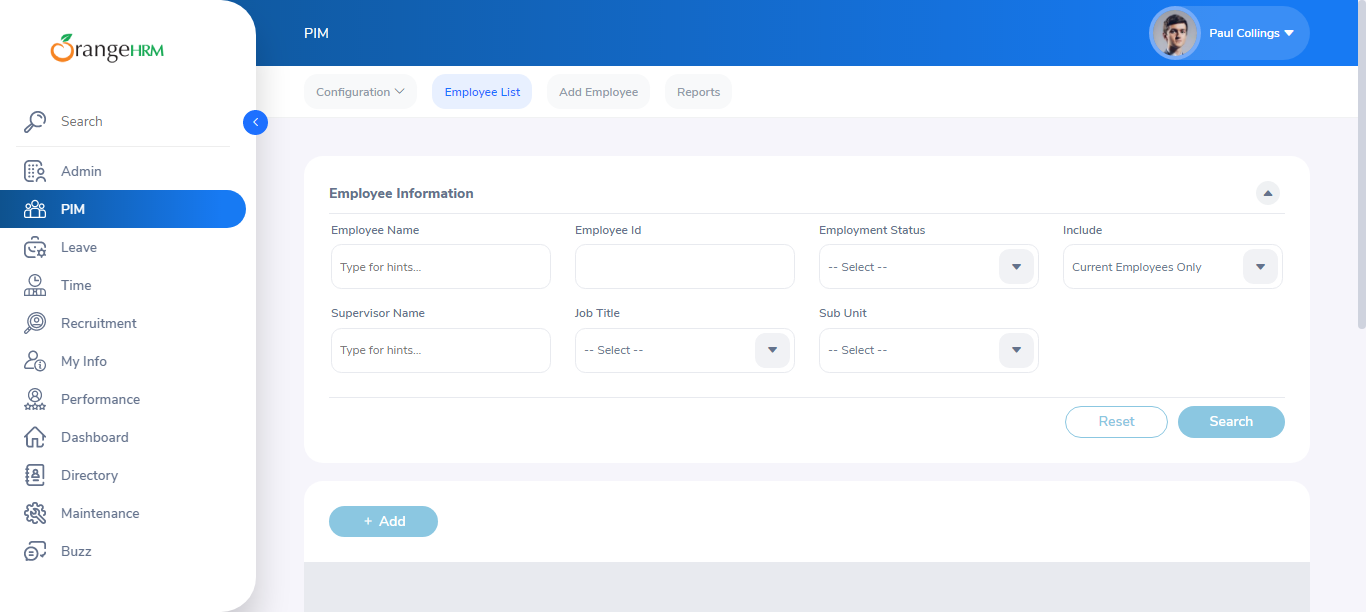 OrangeHRM
PIM
Paul Collings
Search
Configuration
Employee List
Add Employee
Reports
Admin
PIM
Leave
Time
Recruitment
My Info
Performance
Dashboard
Directory
Maintenance
Buzz
Employee Information
Employee Name
Employee Id
Employment Status
Include
Type for hints...
-- Select --
Current Employees Only
Supervisor Name
Job Title
Sub Unit
Type for hints...
-- Select --
-- Select --
Reset
Search
+ Add